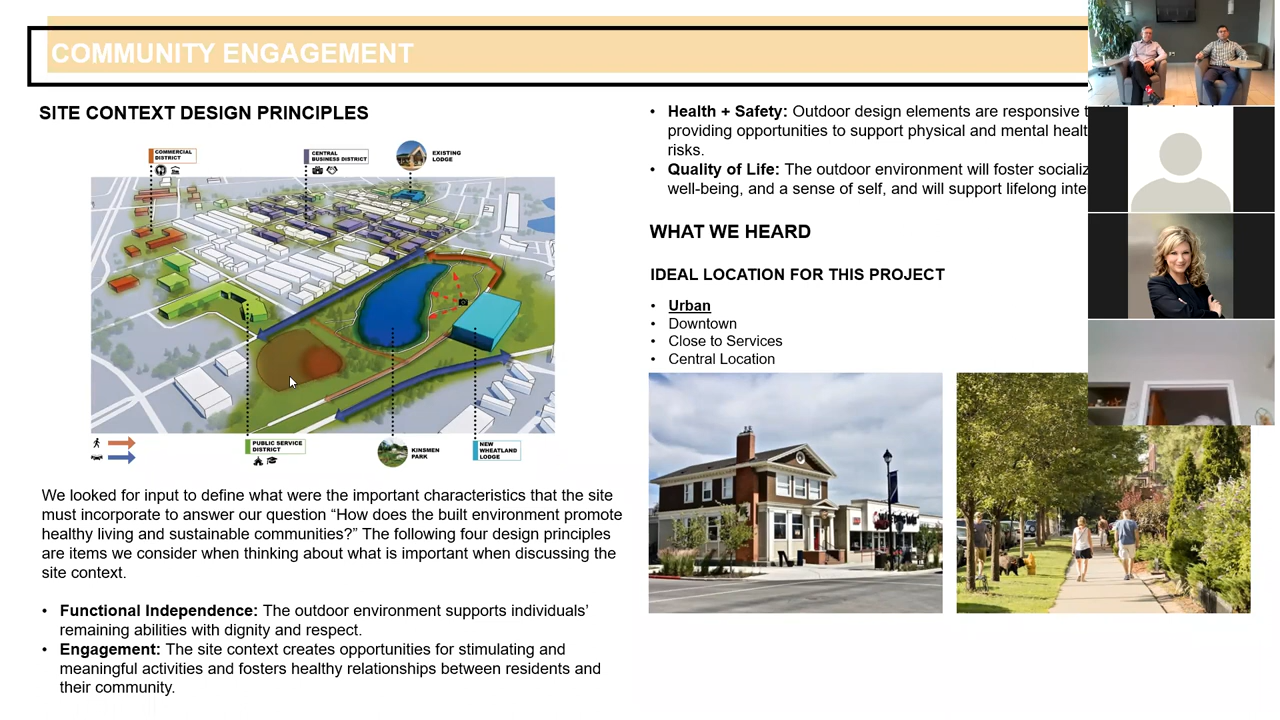 COMMUNITY ENGAGEMENT
SITE CONTEXT DESIGN PRINCIPLES
COMMERCIAL
DISTRICT
CENTRAL
BUSINESS DISTRICT
EXISTING
LODGE
PUBLIC SERVICE
DISTRICT
KINSMEN
PARK
NEW
WHEATLAND
LODGE
We looked for input to define what were the important characteristics that the site
must incorporate to answer our question “How does the built environment promote
healthy living and sustainable communities?” The following four design principles
are items we consider when thinking about what is important when discussing the
site context.
• Functional Independence: The outdoor environment supports individuals’
remaining abilities with dignity and respect.
• Engagement: The site context creates opportunities for stimulating and
meaningful activities and fosters healthy relationships between residents and
their community.
• Health + Safety: Outdoor design elements are responsive
providing opportunities to support physical and mental
risks.
• Quality of Life: The outdoor environment will foster
well-being, and a sense of self, and will support lifelong
WHAT WE HEARD
IDEAL LOCATION FOR THIS PROJECT
• Urban
• Downtown
• Close to Services
• Central Location